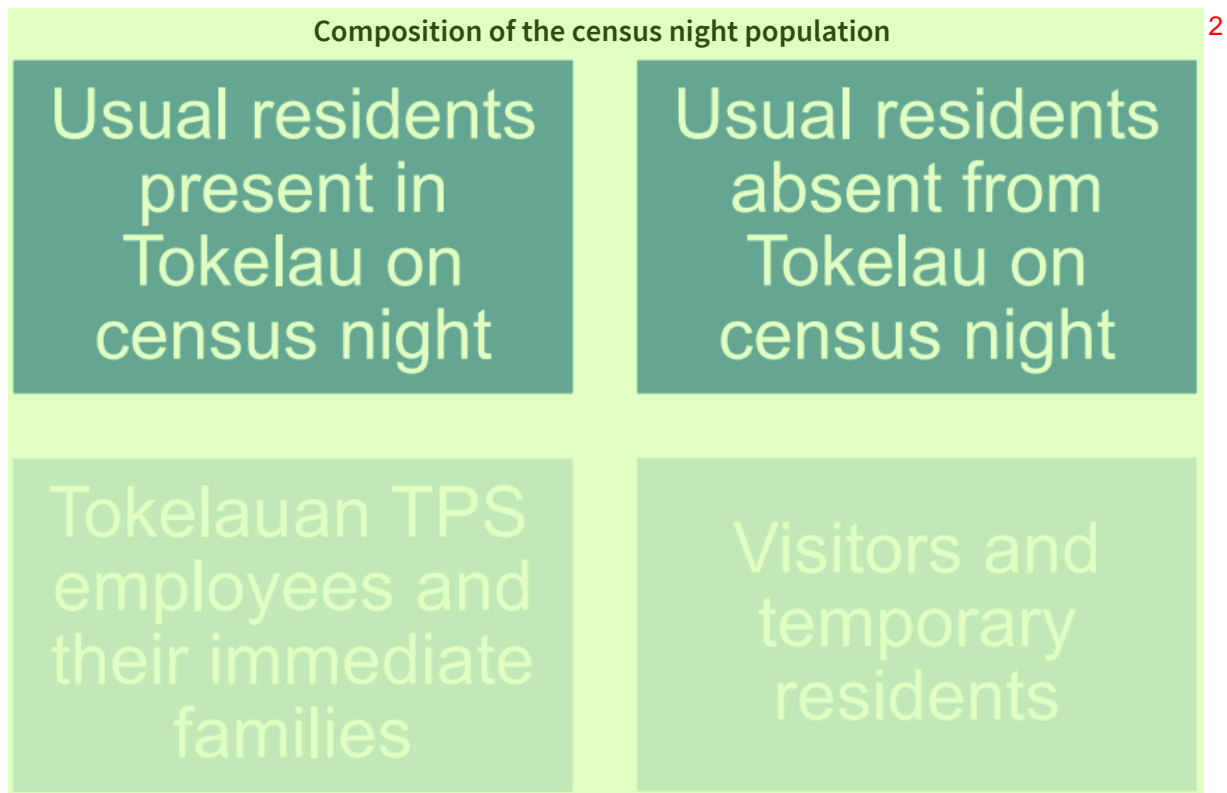 Composition of the census night population
2
Usual residents
present in
Tokelau on
census night
Usual residents
absent from
Tokelau on
census night
Tokelauan TPS
employees and
their immediate
families
Visitors and
temporary
residents